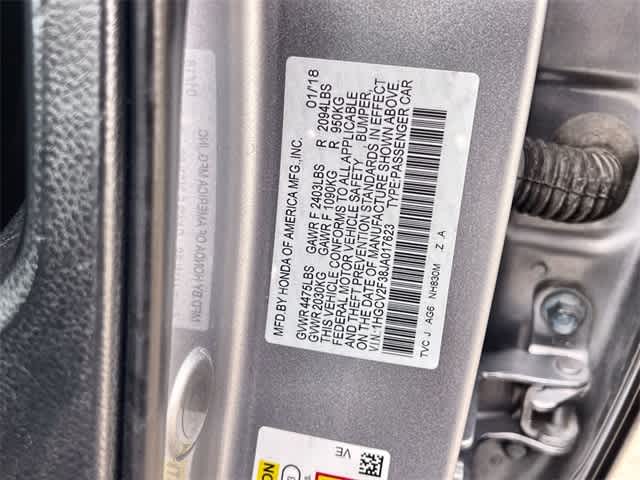 MFD.BY HONDA OF AMERICA MFG.,INC. 01/18
GVWR 4475LBS GAWR F 2403LBS R 2094LBS
GVWR 2030KG GAWR F 1090KG R 950KG
THIS VEHICLE CONFORMS TO ALL APPLICABLE
FEDERAL MOTOR VEHICLE SAFETY, BUMPER,
AND THEFT PREVENTION STANDARDS IN EFFECT
ON THE DATE OF MANUFACTURE SHOWN ABOVE.
V.I.N.:1HGCV2F38JA017623 TYPE:PASSENGER CAR
TVC J AG6 NH830M Z A
VE